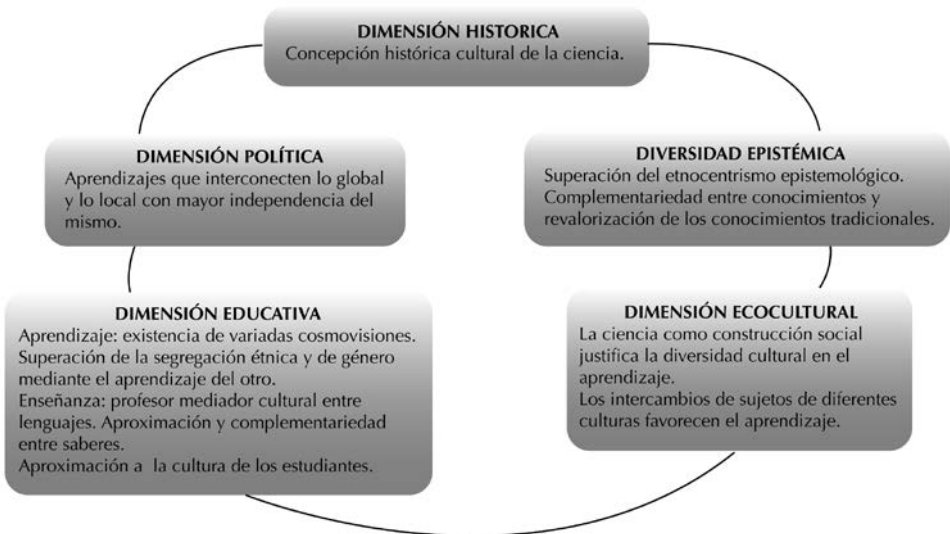 DIMENSIÓN HISTORICA
Concepción histórica cultural de la ciencia.
DIMENSIÓN POLÍTICA
Aprendizajes que interconecten lo global
y lo local con mayor independencia del
mismo.
DIVERSIDAD EPISTÉMICA
Superación del etnocentrismo epistemológico.
Complementariedad entre conocimientos y
revalorización de los conocimientos tradicionales.
DIMENSIÓN EDUCATIVA
Aprendizaje: existencia de variadas cosmovisiones.
Superación de la segregación étnica y de género
mediante el aprendizaje del otro.
Enseñanza: profesor mediador cultural entre
lenguajes. Aproximación y complementariedad
entre saberes.
Aproximación a  la cultura de los estudiantes.
DIMENSIÓN ECOCULTURAL
La ciencia como construcción social
justifica la diversidad cultural en el
aprendizaje.
Los intercambios de sujetos de diferentes
culturas favorecen el aprendizaje.